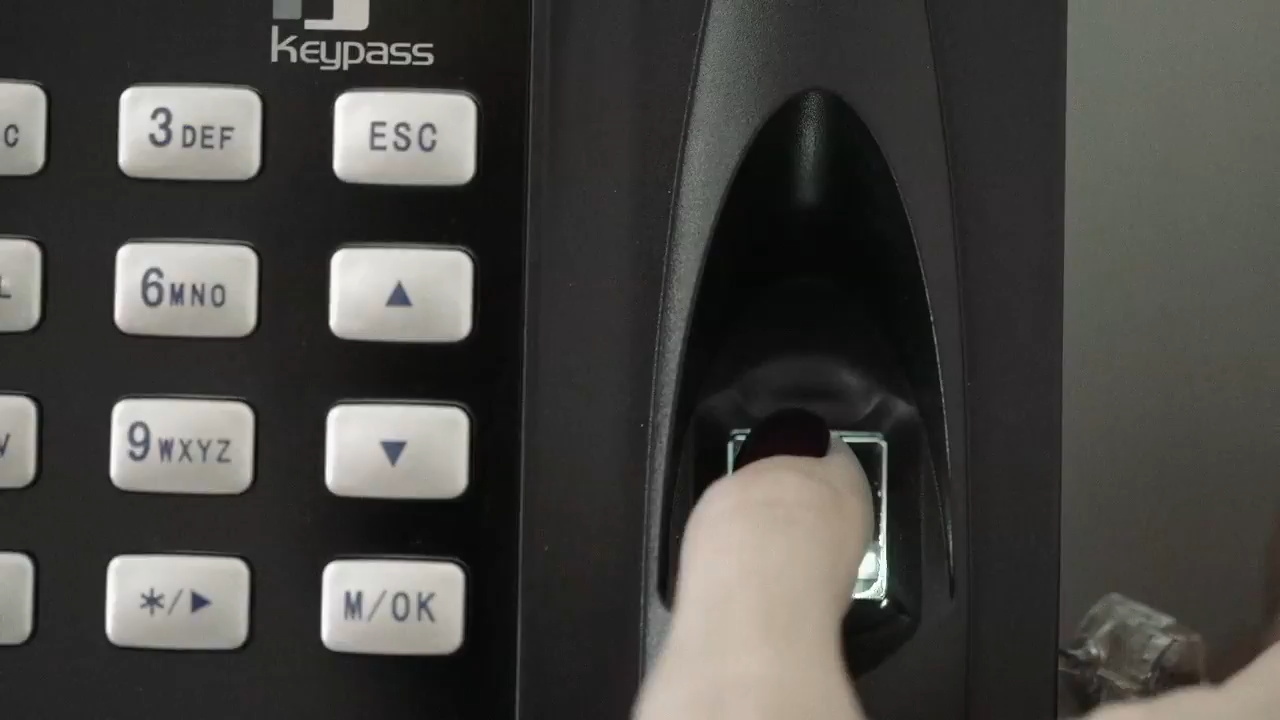 Keypass
C 3 DEF ESC
L 6 MNO ▲
V 9 WXYZ ▼
*/▶ M/OK